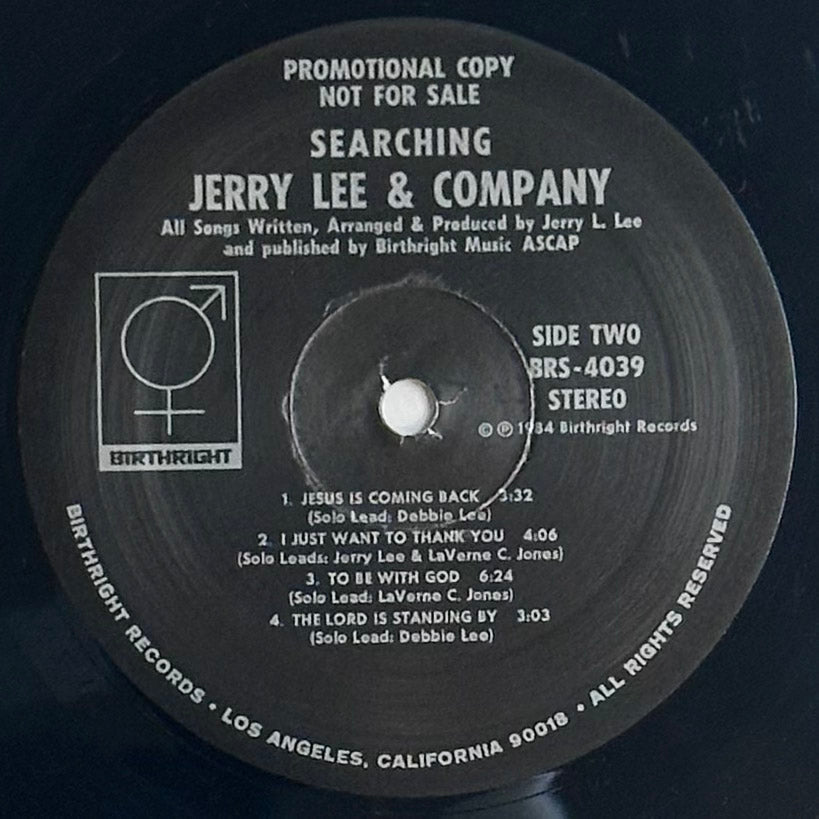 PROMOTIONAL COPY
NOT FOR SALE
SEARCHING
JERRY LEE & COMPANY
All Songs Written, Arranged & Produced by Jerry L. Lee
and published by Birthright Music ASCAP
BIRTHRIGHT
SIDE TWO
BRS-4039
STEREO
© ℗ 1984 Birthright Records
1. JESUS IS COMING BACK 3:32
(Solo Lead: Debbie Lee)
2. I JUST WANT TO THANK YOU 4:06
(Solo Leads: Jerry Lee & LaVerne C. Jones)
3. TO BE WITH GOD 6:24
(Solo Lead: LaVerne C. Jones)
4. THE LORD IS STANDING BY 3:03
(Solo Lead: Debbie Lee)
BIRTHRIGHT RECORDS • LOS ANGELES, CALIFORNIA 90018 • ALL RIGHTS RESERVED